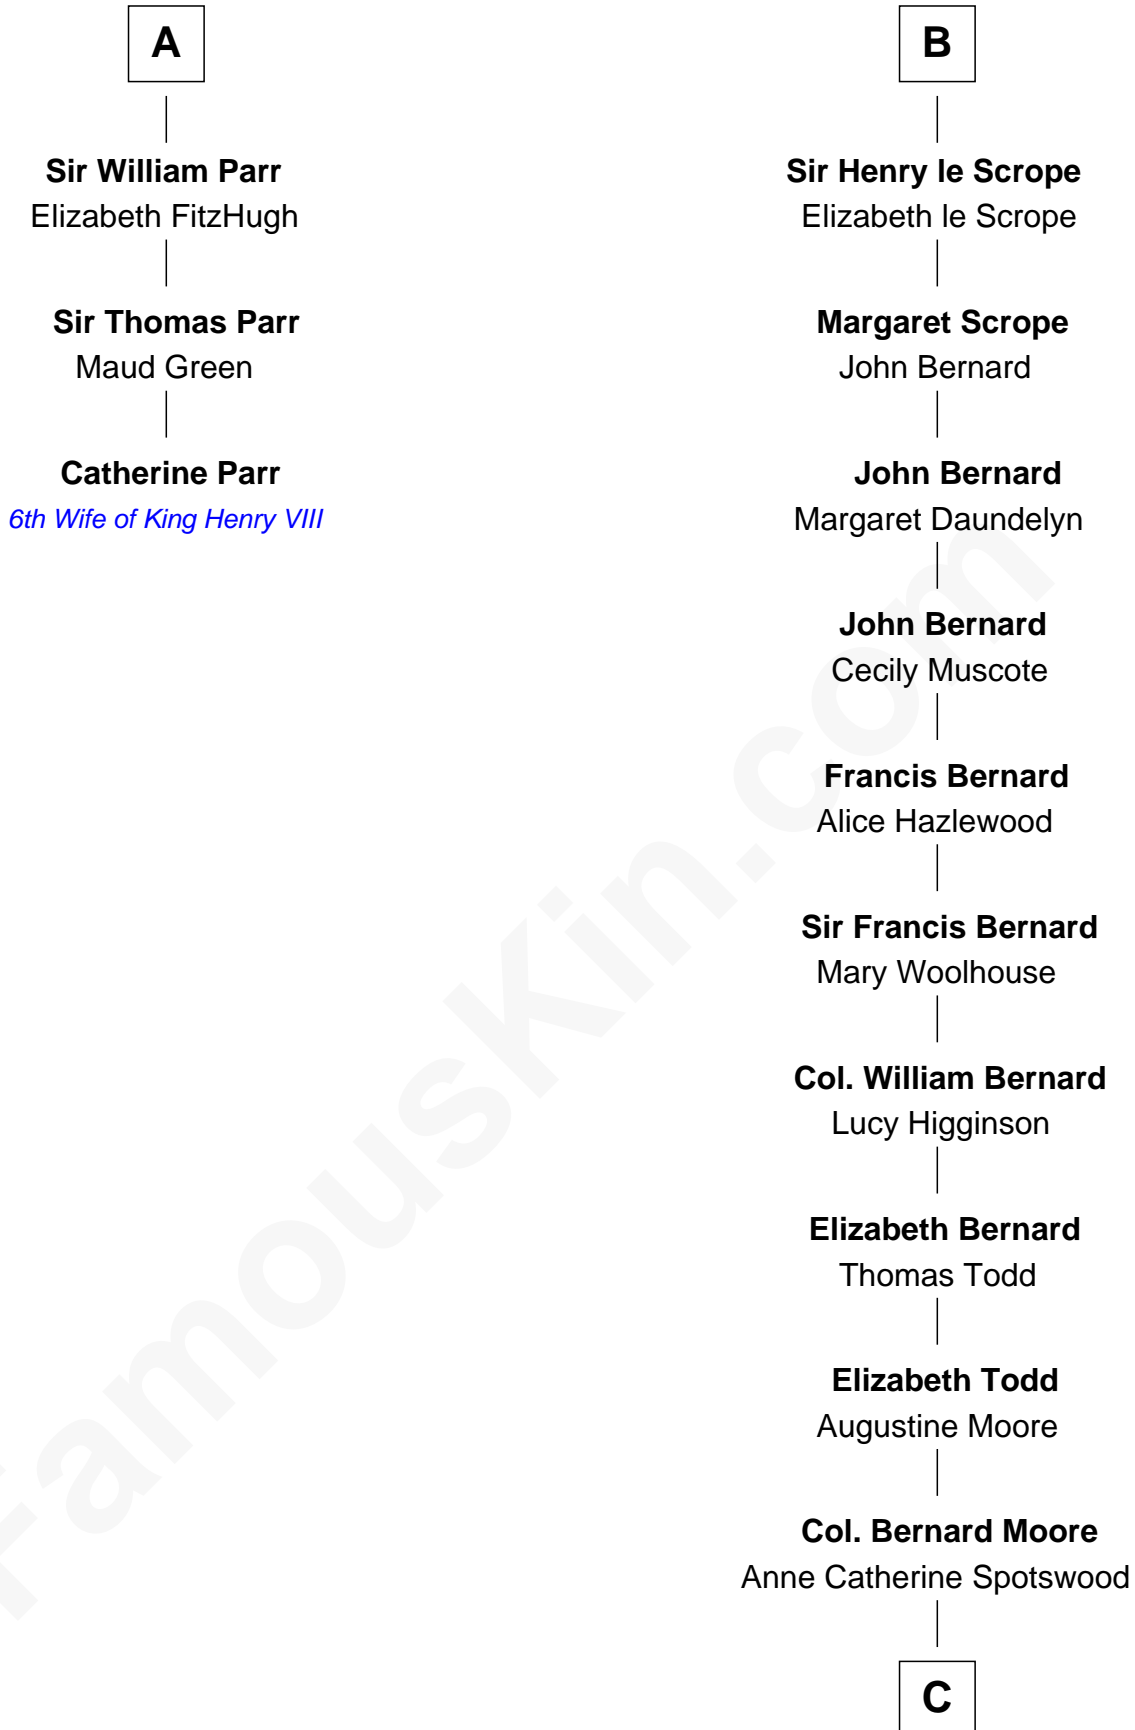 A
Sir William Parr
Elizabeth FitzHugh
Sir Thomas Parr
Maud Green
Catherine Parr
6th Wife of King Henry VIII
B
Sir Henry le Scrope
Elizabeth le Scrope
Margaret Scrope
John Bernard
John Bernard
Margaret Daundelyn
John Bernard
Cecily Muscote
Francis Bernard
Alice Hazlewood
Sir Francis Bernard
Mary Woolhouse
Col. William Bernard
Lucy Higginson
Elizabeth Bernard
Thomas Todd
Elizabeth Todd
Augustine Moore
Col. Bernard Moore
Anne Catherine Spotswood
C
FamousKin.com